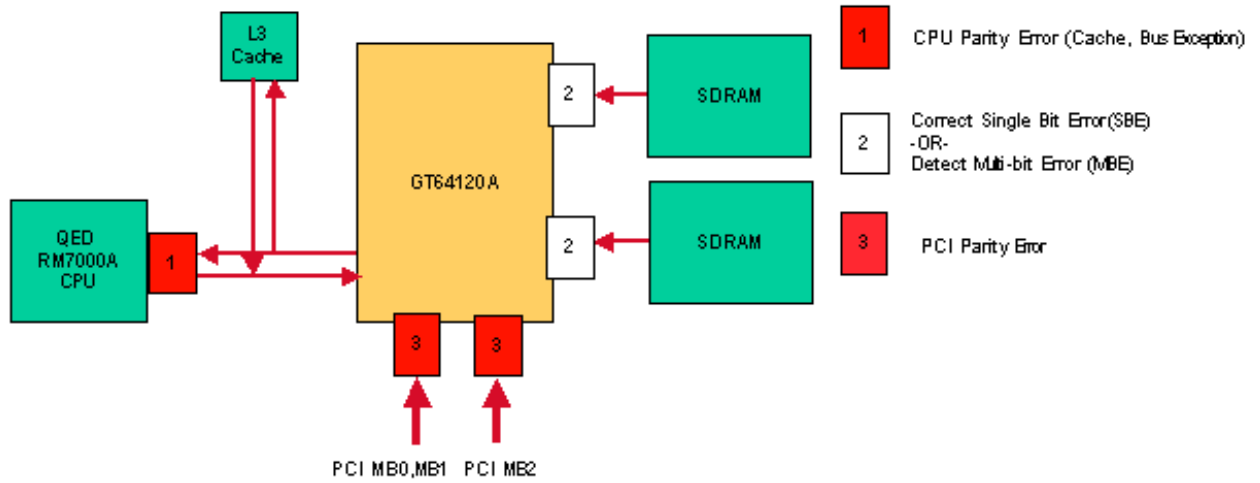 L3
Cache
1
CPU Parity Error (Cache, Bus Exception)
2
SDRAM
Correct Single Bit Error(SBE)
-OR-
Detect Multi-bit Error (MBE)
2
GT64120A
QED
RM7000A
CPU
1
2
SDRAM
3
PCI Parity Error
3
3
PCI MB0,MB1
PCI MB2